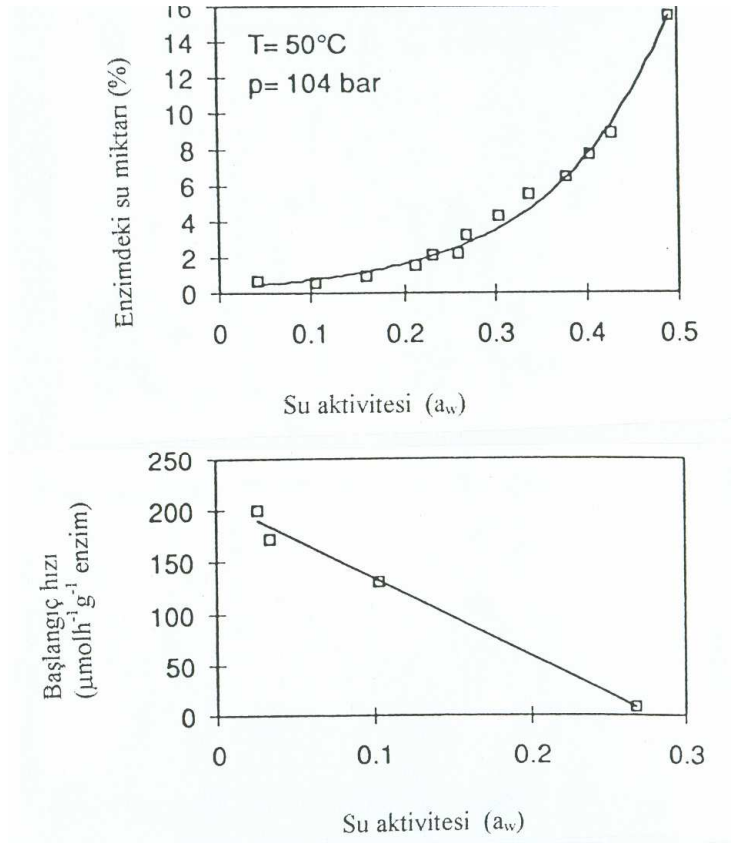 16
14
12
10
8
6
4
2
0
T= 50°C
p= 104 bar
Enzimdeki su miktarı (%)
0 0.1 0.2 0.3 0.4 0.5
Su aktivitesi (aw)
250
200
150
100
50
0
Başlangıç hızı
(µmolh⁻¹g⁻¹ enzim)
0 0.1 0.2 0.3
Su aktivitesi (aw)